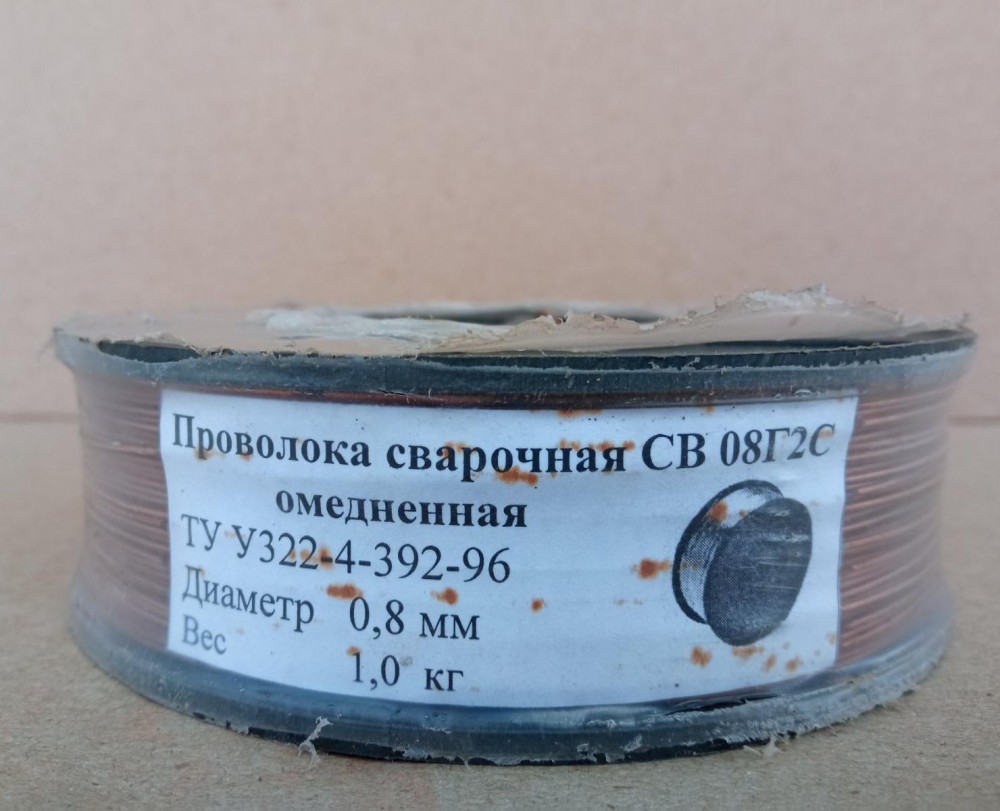 Проволока сварочная СВ 08Г2С
омедненная
ТУ У322-4-392-96
Диаметр 0,8 мм
Вес 1,0 кг